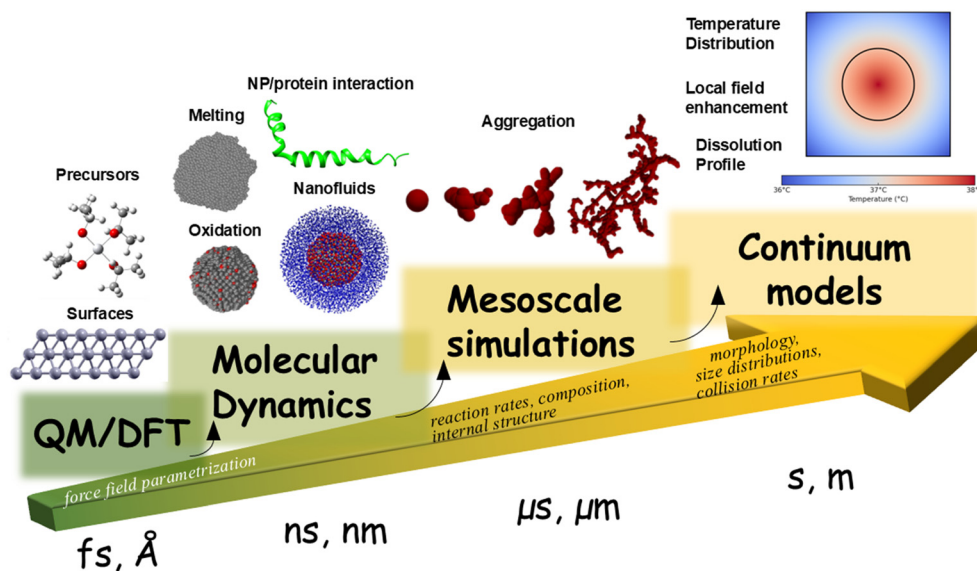 Temperature
Distribution
Local field
enhancement
Dissolution
Profile
36°C
37°C
38°
Temperature (°C)
NP/protein interaction
Melting
Aggregation
Precursors
Nanofluids
Oxidation
Surfaces
Continuum
models
Mesoscale
simulations
Molecular
Dynamics
QM/DFT
morphology,
size distributions,
collision rates
reaction rates, composition,
internal structure
force field parametrization
s, m
µs, µm
ns, nm
fs, Å